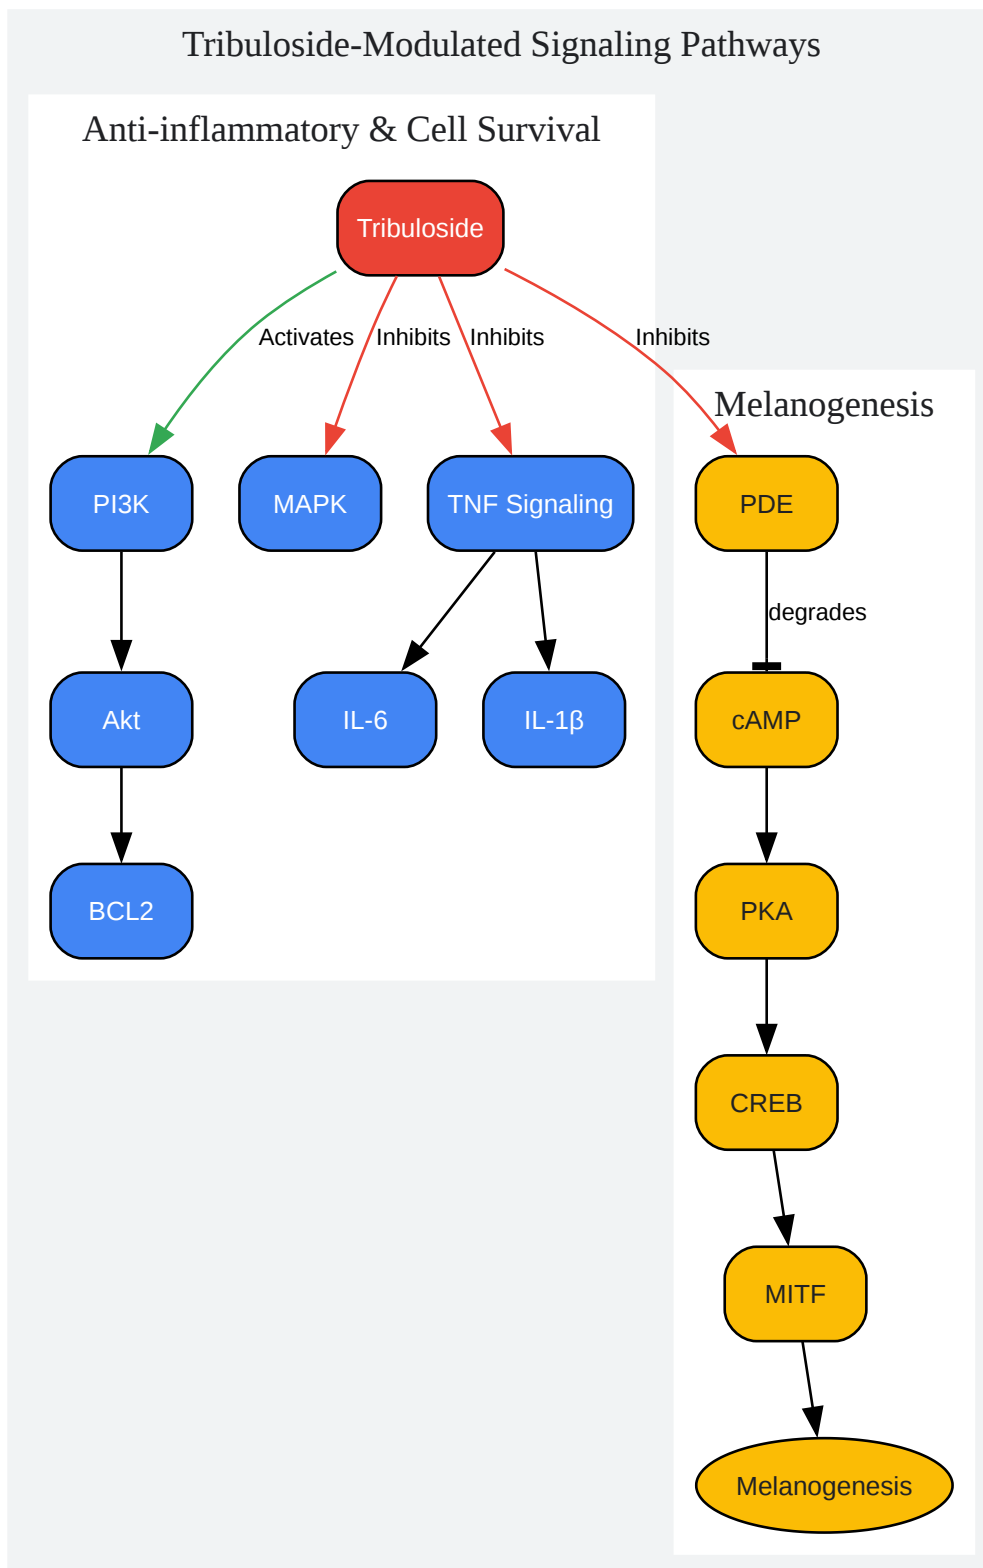 Tribuloside-Modulated Signaling Pathways
Anti-inflammatory & Cell Survival
Tribuloside
Activates
Inhibits
Inhibits
Inhibits
Melanogenesis
PI3K
MAPK
TNF Signaling
PDE
degrades
Akt
IL-6
IL-1β
cAMP
BCL2
PKA
CREB
MITF
Melanogenesis